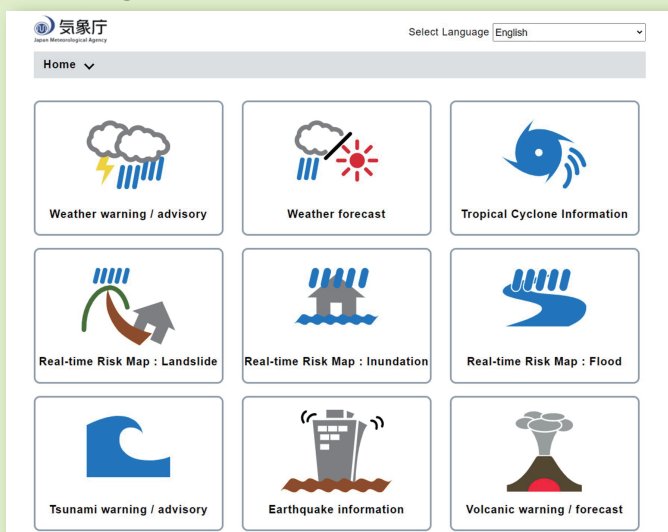 気象庁
Japan Meteorological Agency
Select Language English
Home
Weather warning / advisory
Weather forecast
Tropical Cyclone Information
Real-time Risk Map : Landslide
Real-time Risk Map : Inundation
Real-time Risk Map : Flood
Tsunami warning / advisory
Earthquake information
Volcanic warning / forecast